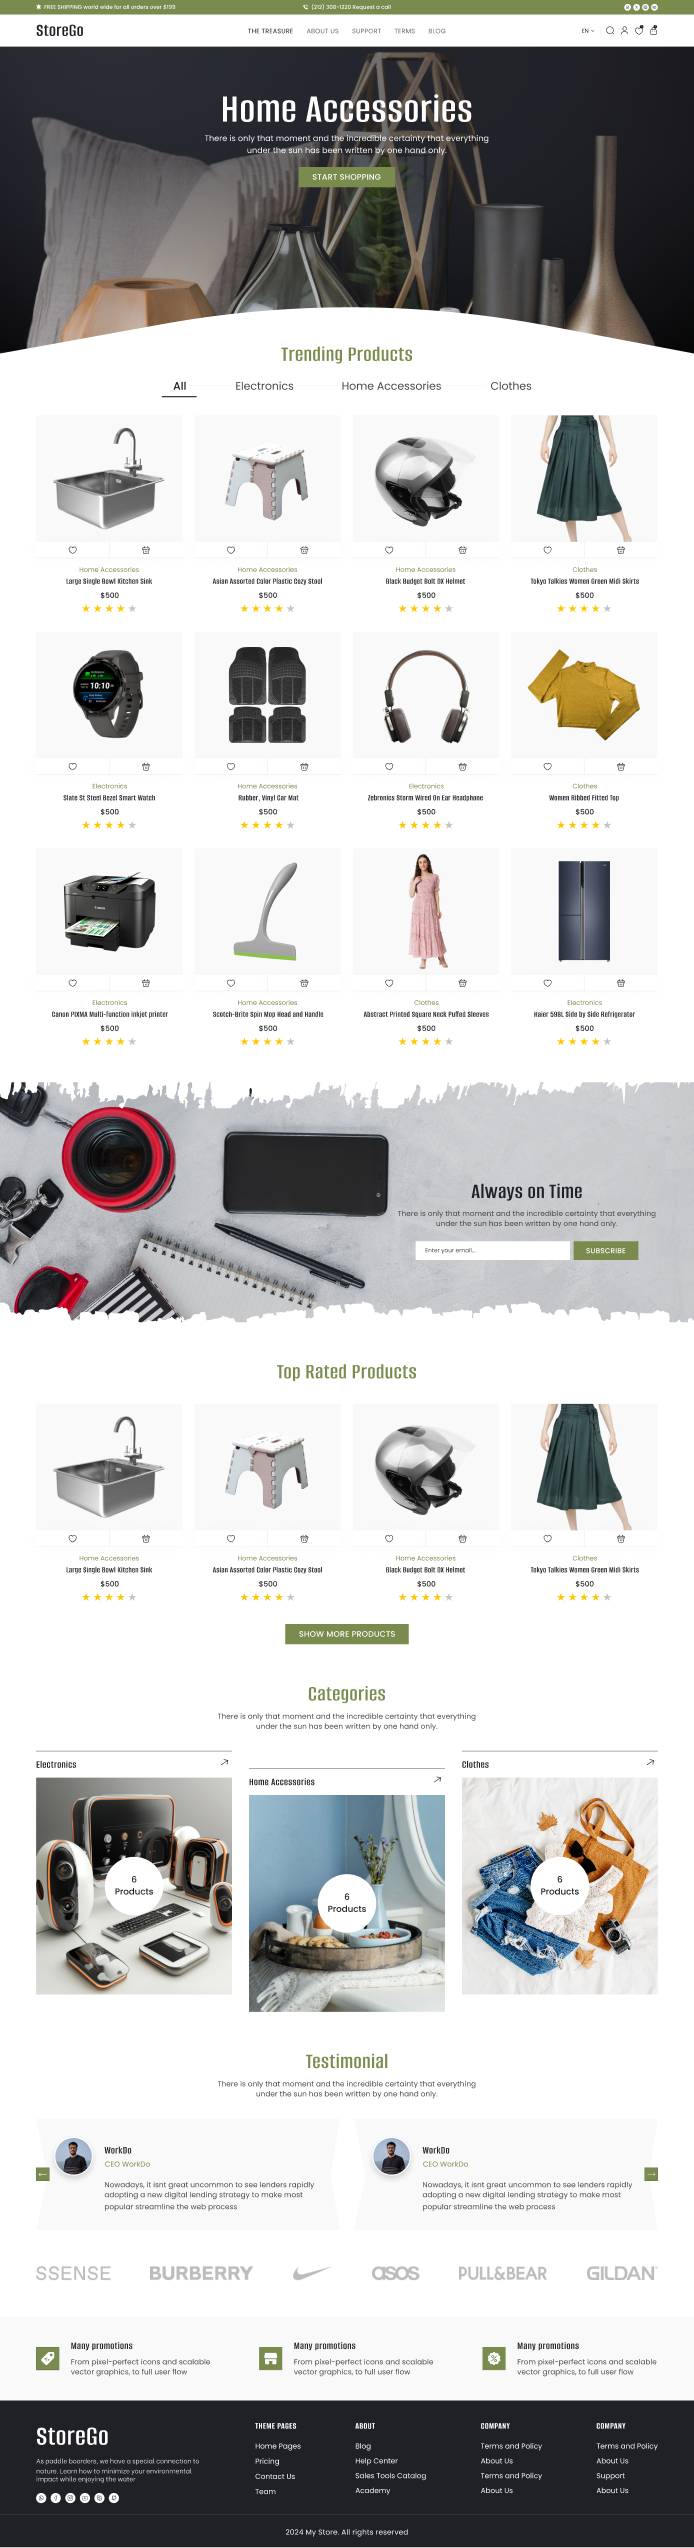 FREE SHIPPING world wide for all orders over $199
(212) 308-1220 Request a call
StoreGo
THE TREASURE ABOUT US SUPPORT TERMS BLOG
EN
Home Accessories
There is only that moment and the incredible certainty that everything
under the sun has been written by one hand only.
START SHOPPING
Trending Products
All Electronics Home Accessories Clothes
Home Accessories Home Accessories Home Accessories Clothes
Large Single Bowl Kitchen Sink Asian Assorted Color Plastic Cozy Stool Black Budget Bolt DX Helmet Tokyo Talkies Women Green Midi Skirts
$500 $500 $500 $500
10:10
Electronics Home Accessories Electronics Clothes
Slate St Steel Bezel Smart Watch Rubber, Vinyl Car Mat Zebronics Storm Wired On Ear Headphone Women Ribbed Fitted Top
$500 $500 $500 $500
Canon
Electronics Home Accessories Clothes Electronics
Canon PIXMA Multi-function inkjet printer Scotch-Brite Spin Mop Head and Handle Abstract Printed Square Neck Puffed Sleeves Haier 598L Side by Side Refrigerator
$500 $500 $500 $500
Always on Time
There is only that moment and the incredible certainty that everything
under the sun has been written by one hand only.
Enter your email... SUBSCRIBE
Top Rated Products
Home Accessories Home Accessories Home Accessories Clothes
Large Single Bowl Kitchen Sink Asian Assorted Color Plastic Cozy Stool Black Budget Bolt DX Helmet Tokyo Talkies Women Green Midi Skirts
$500 $500 $500 $500
SHOW MORE PRODUCTS
Categories
There is only that moment and the incredible certainty that everything
under the sun has been written by one hand only.
Electronics
6
Products
Home Accessories
6
Products
Clothes
6
Products
Testimonial
There is only that moment and the incredible certainty that everything
under the sun has been written by one hand only.
WorkDo
CEO WorkDo
Nowadays, it isnt great uncommon to see lenders rapidly
adopting a new digital lending strategy to make most
popular streamline the web process
WorkDo
CEO WorkDo
Nowadays, it isnt great uncommon to see lenders rapidly
adopting a new digital lending strategy to make most
popular streamline the web process
SSENSE BURBERRY asos PULL&BEAR GILDAN
Many promotions
From pixel-perfect icons and scalable
vector graphics, to full user flow
Many promotions
From pixel-perfect icons and scalable
vector graphics, to full user flow
Many promotions
From pixel-perfect icons and scalable
vector graphics, to full user flow
StoreGo
As paddle boarders, we have a special connection to
nature. Learn how to minimize your environmental
impact while enjoying the water
THEME PAGES
Home Pages
Pricing
Contact Us
Team
ABOUT
Blog
Help Center
Sales Tools Catalog
Academy
COMPANY
Terms and Policy
About Us
Terms and Policy
About Us
COMPANY
Terms and Policy
About Us
Support
About Us
2024 My Store. All rights reserved